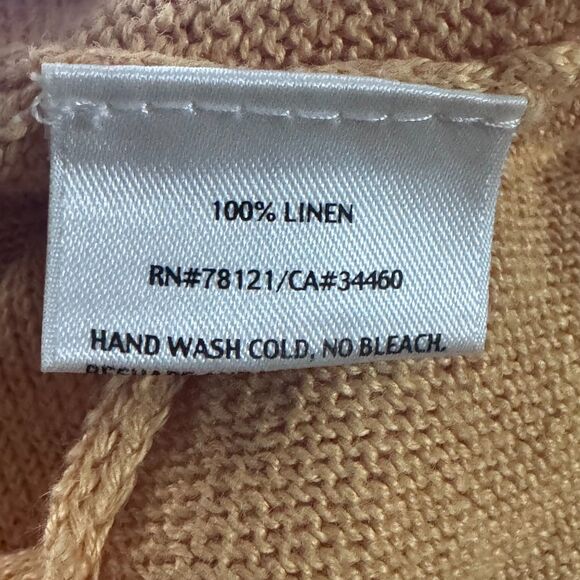 100% LINEN
RN#78121/CA#34460
HAND WASH COLD, NO BLEACH.